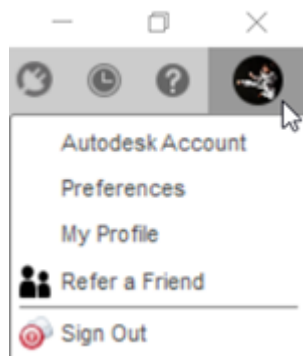 Autodesk Account
Preferences
My Profile
Refer a Friend
Sign Out